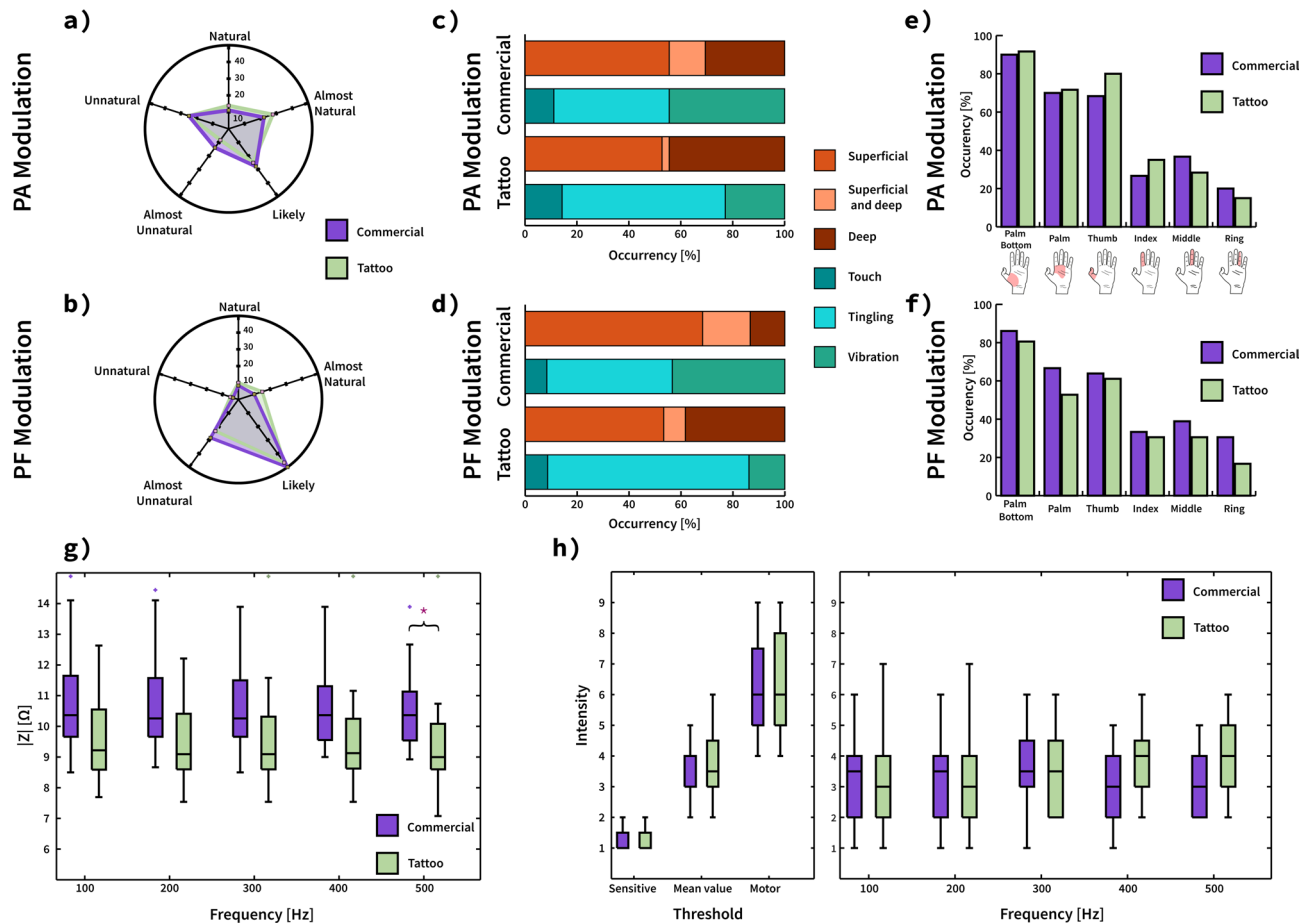 a)
PA Modulation
Natural
40
30
20
10
Unnatural
Almost
Natural
Almost
Unnatural
Likely
Commercial
Tattoo
b)
PF Modulation
Natural
40
30
20
10
Unnatural
Almost
Natural
Almost
Unnatural
Likely
c)
PA Modulation
Commercial
Tattoo
0
20
40
60
80
100
Occurrency [%]
Superficial
Superficial
and deep
Deep
Touch
Tingling
Vibration
d)
PF Modulation
Commercial
Tattoo
0
20
40
60
80
100
Occurrency [%]
e)
PA Modulation
Occurency [%]
100
80
60
40
20
0
Commercial
Tattoo
Palm
Bottom
Palm
Thumb
Index
Middle
Ring
f)
PF Modulation
Occurency [%]
100
80
60
40
20
0
Commercial
Tattoo
Palm
Bottom
Palm
Thumb
Index
Middle
Ring
g)
|Z| [Ω]
14
13
12
11
10
9
8
7
6
*
Commercial
Tattoo
100
200
300
400
500
Frequency [Hz]
h)
Intensity
9
8
7
6
5
4
3
2
1
Sensitive
Mean value
Motor
Threshold
9
8
7
6
5
4
3
2
1
Commercial
Tattoo
100
200
300
400
500
Frequency [Hz]